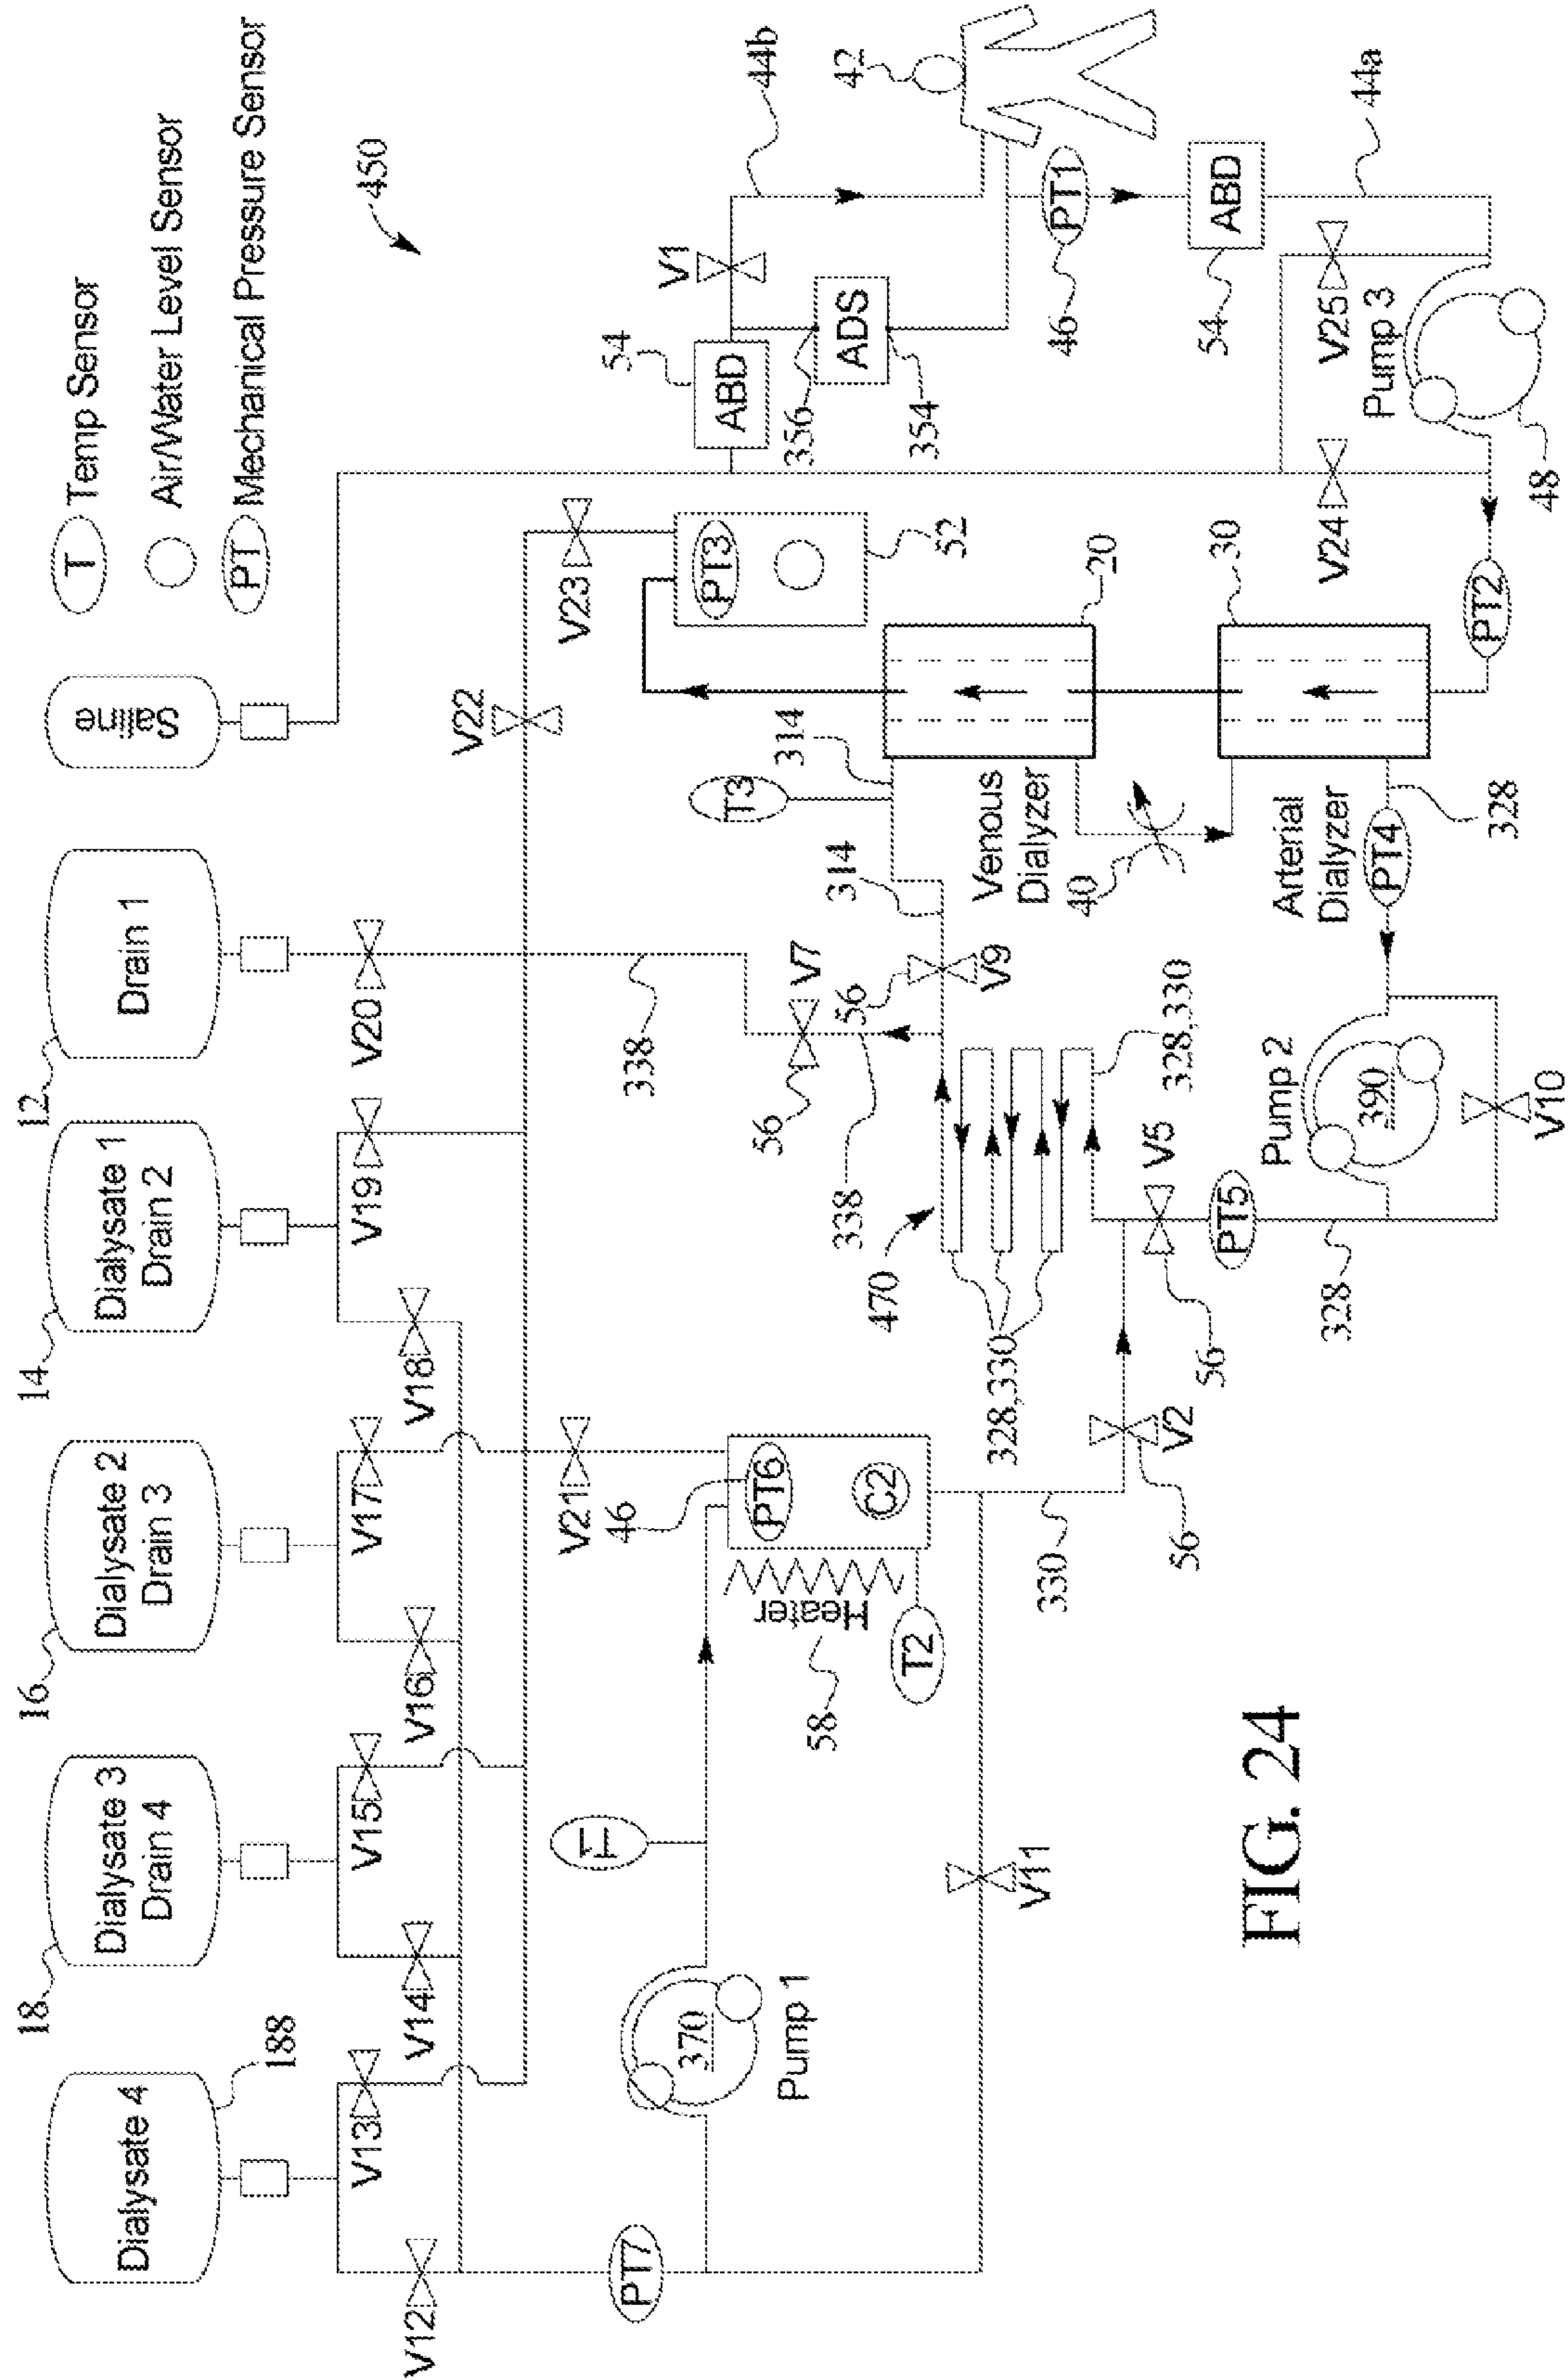 T Temp Sensor
Air/Water Level Sensor
PT Mechanical Pressure Sensor
450
Saline
Drain 1
12
Dialysate 1
Drain 2
14
Dialysate 2
Drain 3
16
Dialysate 3
Drain 4
18
Dialysate 4
188
V12
V13
V14
V15
V16
V17
V18
V19
V20
V22
V23
V21
PT7
370
Pump 1
T1
V11
46
PT6
C2
Heater
58
T2
330
V2
56
338
V7
56
338
56
V9
314
314
T3
470
328,330
328,330
V5
56
PT5
328
Pump 2
390
V10
PT4
328
Venous
Dialyzer
20
40
Arterial
Dialyzer
30
PT3
52
PT2
54
ABD
V1
44b
356
ADS
354
42
46
PT1
54
ABD
44a
V24
V25
Pump 3
48
FIG. 24